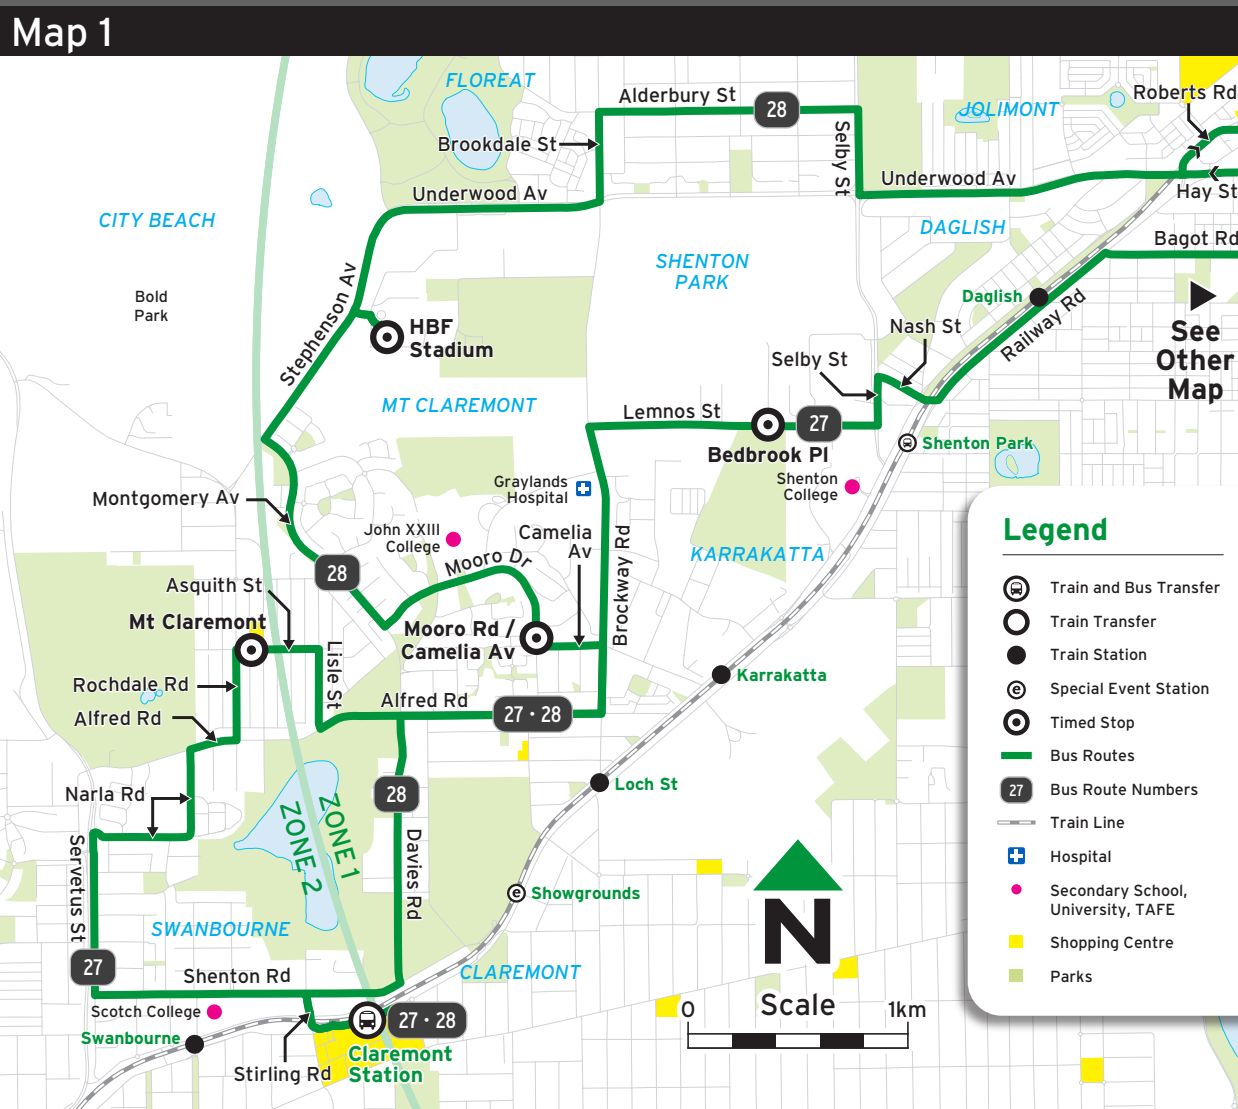 Map 1
FLOREAT
Alderbury St
28
JOLIMONT
Roberts Rd
Brookdale St
Selby St
Underwood Av
Underwood Av
Hay St
CITY BEACH
DAGLISH
Bagot Rd
SHENTON
PARK
Bold
Park
Stephenson Av
HBF
Stadium
Daglish
Railway Rd
Nash St
See
Other
Map
Selby St
MT CLAREMONT
Lemnos St
27
Bedbrook Pl
Shenton Park
Shenton
College
Graylands
Hospital
Montgomery Av
John XXIII
College
Camelia
Av
Mooro Dr
Brockway Rd
KARRAKATTA
28
Asquith St
Mt Claremont
Mooro Rd /
Camelia Av
Lisle St
Rochdale Rd
Alfred Rd
Alfred Rd
27 · 28
Karrakatta
Loch St
Narla Rd
28
ZONE 1
ZONE 2
Servetus St
Davies Rd
Showgrounds
SWANBOURNE
27
Shenton Rd
CLAREMONT
Scotch College
27 · 28
Swanbourne
Claremont
Station
Stirling Rd
N
0
Scale
1km
Legend
Train and Bus Transfer
Train Transfer
Train Station
e
Special Event Station
Timed Stop
Bus Routes
27
Bus Route Numbers
Train Line
Hospital
Secondary School,
University, TAFE
Shopping Centre
Parks